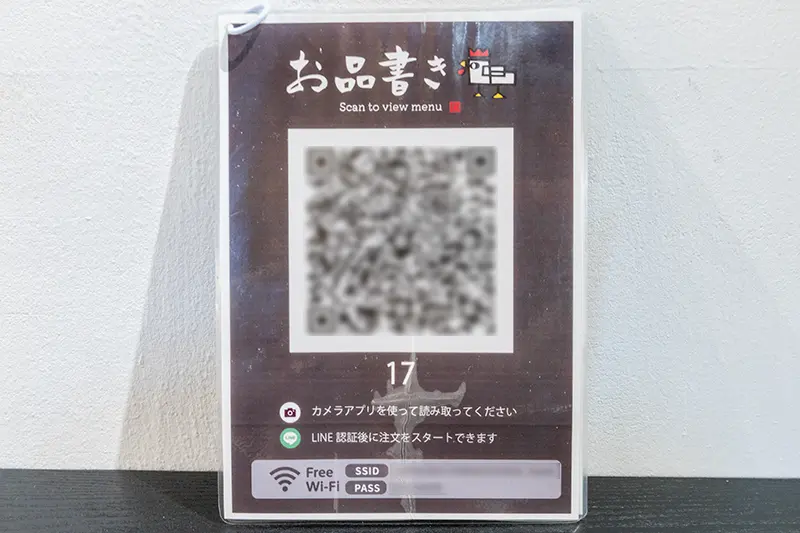 お品書き
Scan to view menu
17
カメラアプリを使って読み取ってください
LINE
LINE 認証後に注文をスタートできます
Free Wi-Fi
SSID
PASS